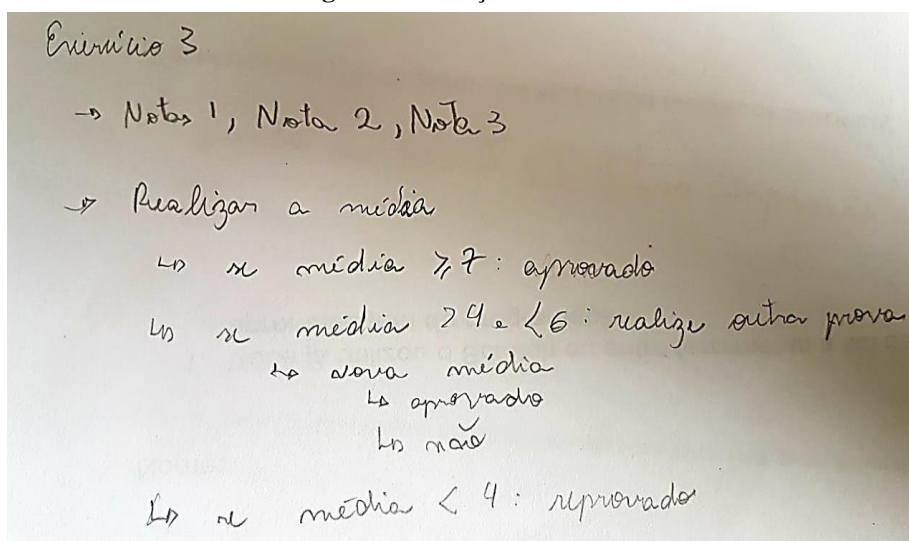 Exercício 3
→ Notas 1, Nota 2, Nota 3
→ Realizar a média
↳ se média ≥ 7: aprovado
↳ se média > 4 e < 6: realize outra prova
↳ nova média
↳ aprovado
↳ não
↳ se média < 4: reprovado